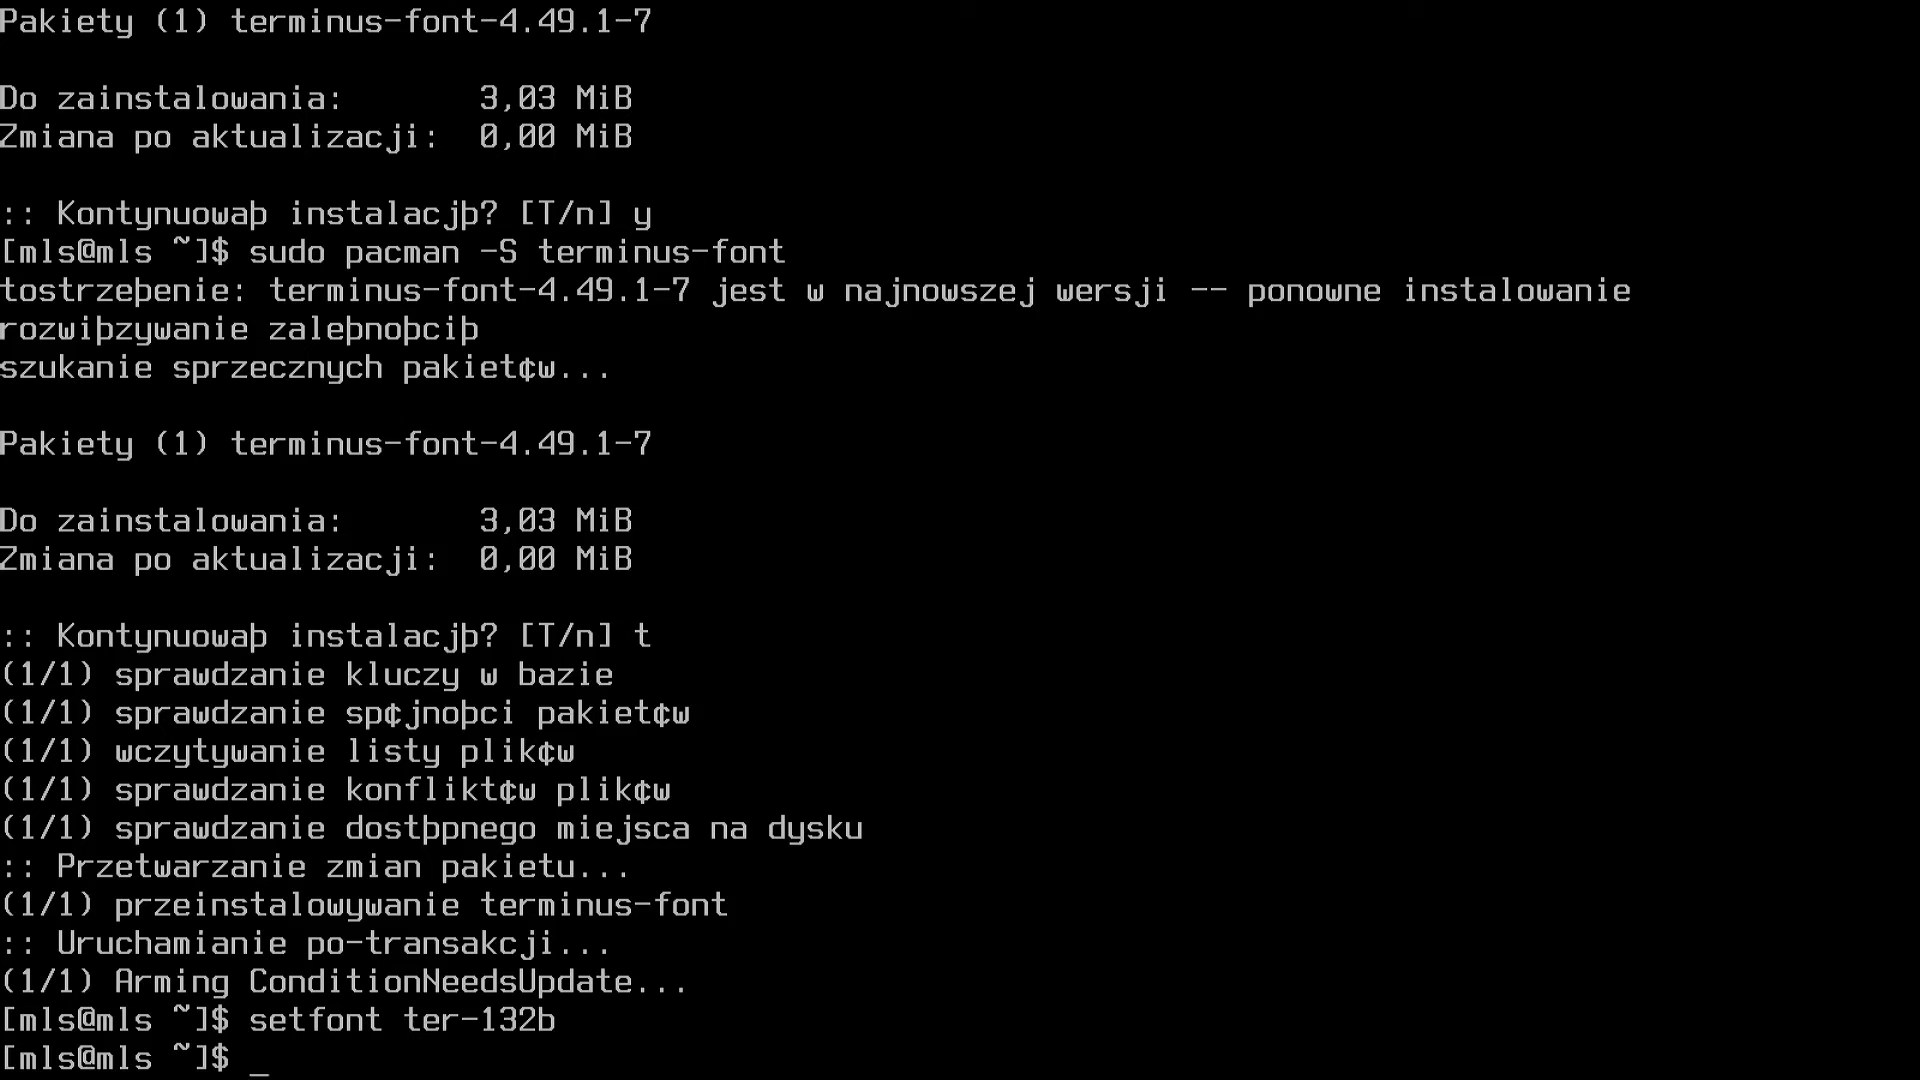 Pakiety (1) terminus-font-4.49.1-7
Do zainstalowania: 3,03 MiB
Zmiana po aktualizacji: 0,00 MiB
:: Kontynuowaþ instalacjþ? [T/n] y
[mls@mls ~]$ sudo pacman -S terminus-font
tostrzeþenie: terminus-font-4.49.1-7 jest w najnowszej wersji -- ponowne instalowanie
rozwiþzywanie zaleþnoþciþ
szukanie sprzecznych pakiet¢w...
Pakiety (1) terminus-font-4.49.1-7
Do zainstalowania: 3,03 MiB
Zmiana po aktualizacji: 0,00 MiB
:: Kontynuowaþ instalacjþ? [T/n] t
(1/1) sprawdzanie kluczy w bazie
(1/1) sprawdzanie sp¢jnoþci pakiet¢w
(1/1) wczytywanie listy plik¢w
(1/1) sprawdzanie konflikt¢w plik¢w
(1/1) sprawdzanie dostþpnego miejsca na dysku
:: Przetwarzanie zmian pakietu...
(1/1) przeinstalowywanie terminus-font
:: Uruchamianie po-transakcji...
(1/1) Arming ConditionNeedsUpdate...
[mls@mls ~]$ setfont ter-132b
[mls@mls ~]$ _